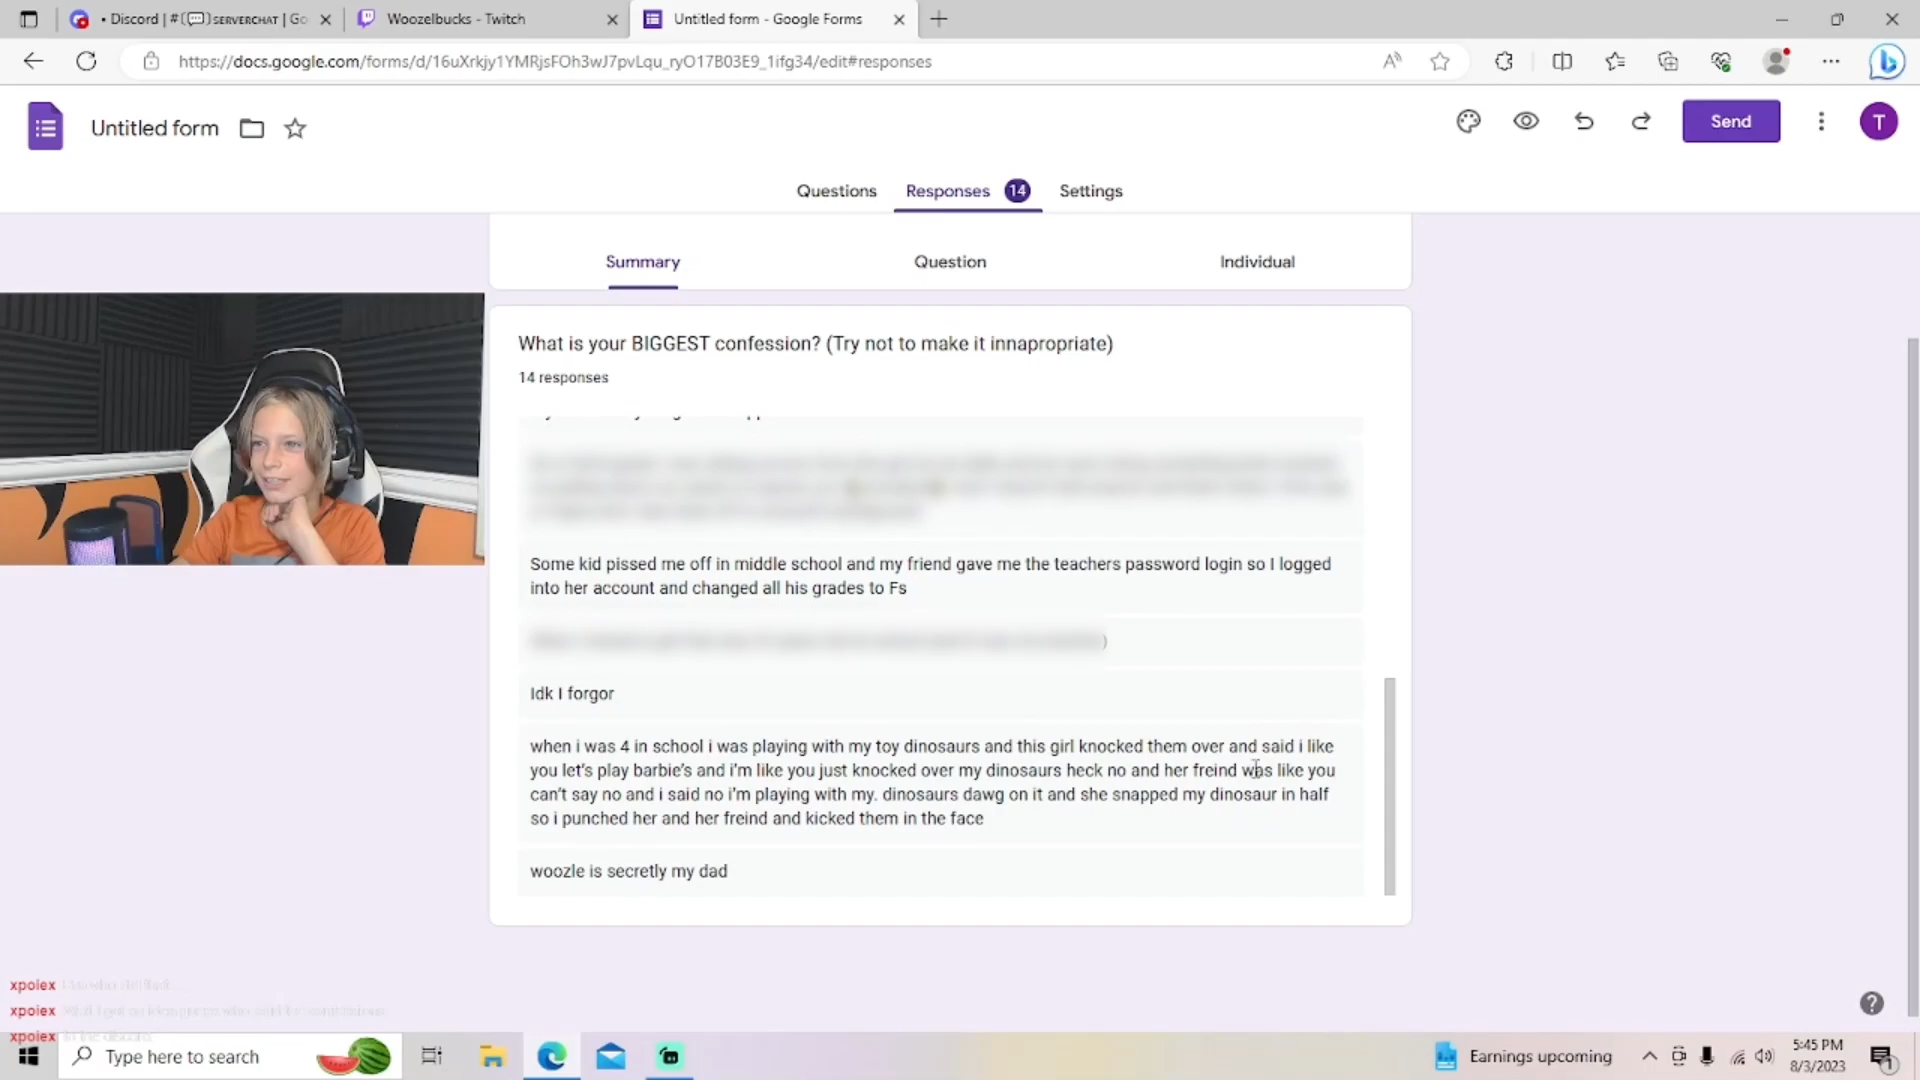 • Discord | #〔💬〕SERVERCHAT | Go
Woozelbucks - Twitch
Untitled form - Google Forms
https://docs.google.com/forms/d/16uXrkjy1YMRjsFOh3wJ7pvLqu_ryO17B03E9_1ifg34/edit#responses
Untitled form
Send
T
Questions
Responses 14
Settings
Summary
Question
Individual
What is your BIGGEST confession? (Try not to make it innapropriate)
14 responses
Some kid pissed me off in middle school and my friend gave me the teachers password login so I logged
into her account and changed all his grades to Fs
)
Idk I forgor
when i was 4 in school i was playing with my toy dinosaurs and this girl knocked them over and said i like
you let's play barbie's and i'm like you just knocked over my dinosaurs heck no and her freind was like you
can't say no and i said no i'm playing with my. dinosaurs dawg on it and she snapped my dinosaur in half
so i punched her and her freind and kicked them in the face
woozle is secretly my dad
xpolex
xpolex
xpolex
Type here to search
Earnings upcoming
5:45 PM
8/3/2023
1